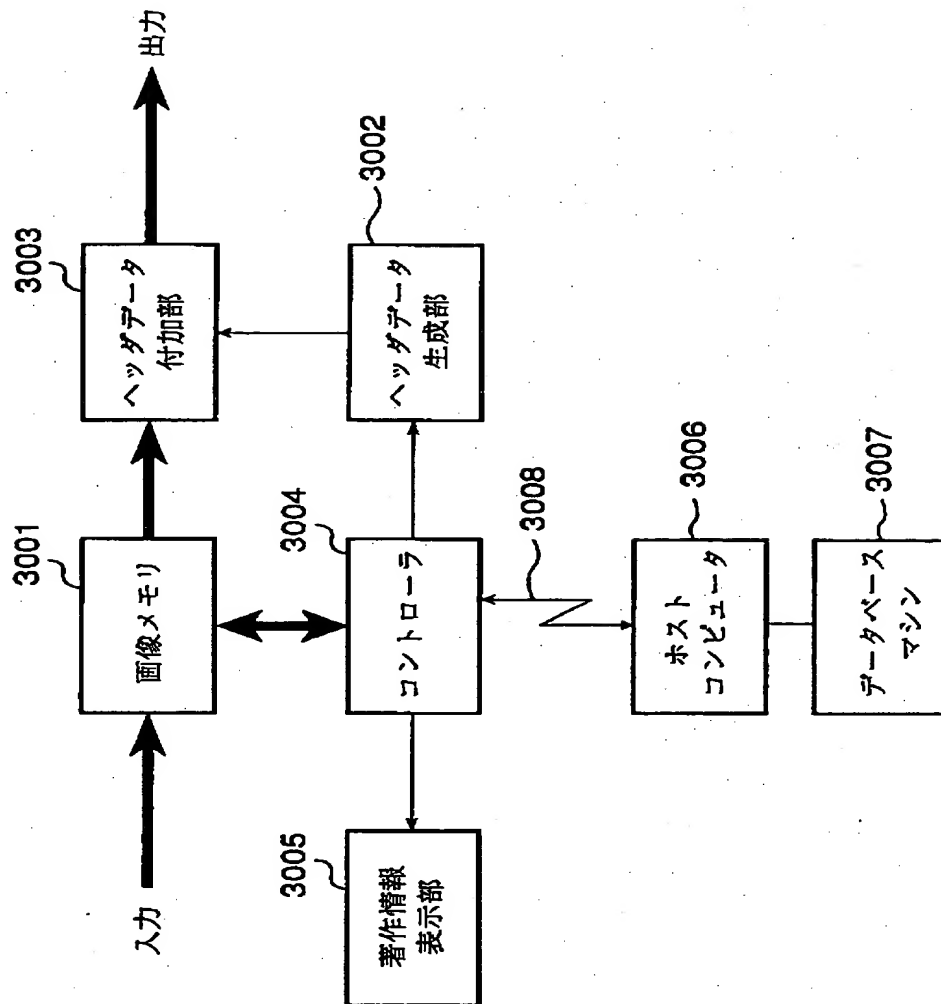 3001
3003
入力
画像メモリ
ヘッダデータ
付加部
出力
3005
3004
3002
著作情報
表示部
コントローラ
ヘッダデータ
生成部
3008
3006
ホスト
コンピュータ
3007
データベース
マシン